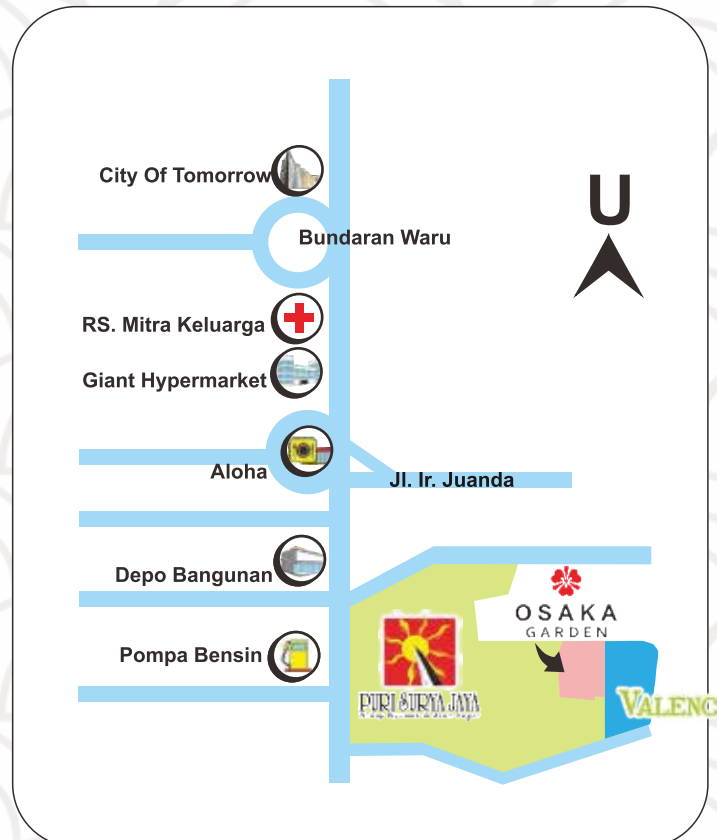 City Of Tomorrow
U
Bundaran Waru
RS. Mitra Keluarga
Giant Hypermarket
Aloha
Jl. Ir. Juanda
Depo Bangunan
OSAKA
GARDEN
Pompa Bensin
PURI SURYA JAYA
VALENC